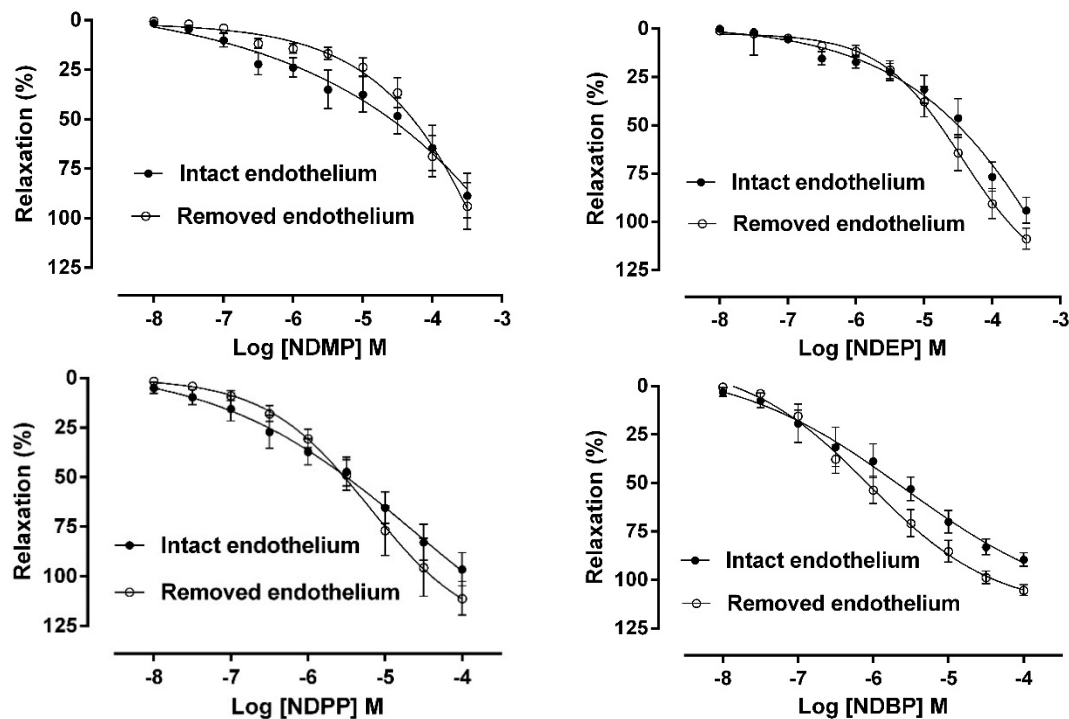 Relaxation (%)
0
25
50
75
100
125
Intact endothelium
Removed endothelium
-8
-7
-6
-5
-4
-3
Log [NDMP] M
Relaxation (%)
0
25
50
75
100
125
Intact endothelium
Removed endothelium
-8
-7
-6
-5
-4
-3
Log [NDEP] M
Relaxation (%)
0
25
50
75
100
125
Intact endothelium
Removed endothelium
-8
-7
-6
-5
-4
Log [NDPP] M
Relaxation (%)
0
25
50
75
100
125
Intact endothelium
Removed endothelium
-8
-7
-6
-5
-4
Log [NDBP] M